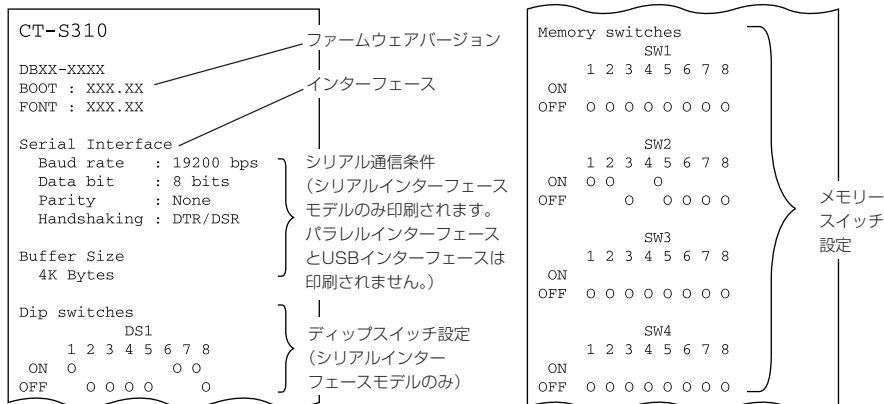 CT-S310
DBXX-XXXX
BOOT : XXX.XX
FONT : XXX.XX
Serial Interface
Baud rate : 19200 bps
Data bit : 8 bits
Parity : None
Handshaking : DTR/DSR
Buffer Size
4K Bytes
Dip switches
DS1
1 2 3 4 5 6 7 8
ON O O O
OFF O O O O O
ファームウェアバージョン
インターフェース
シリアル通信条件
(シリアルインターフェース
モデルのみ印刷されます。
パラレルインターフェース
とUSBインターフェースは
印刷されません。)
ディップスイッチ設定
(シリアルインター
フェースモデルのみ)
Memory switches
SW1
1 2 3 4 5 6 7 8
ON
OFF O O O O O O O O
SW2
1 2 3 4 5 6 7 8
ON O O O
OFF O O O O O
SW3
1 2 3 4 5 6 7 8
ON
OFF O O O O O O O O
SW4
1 2 3 4 5 6 7 8
ON
OFF O O O O O O O O
メモリー
スイッチ
設定